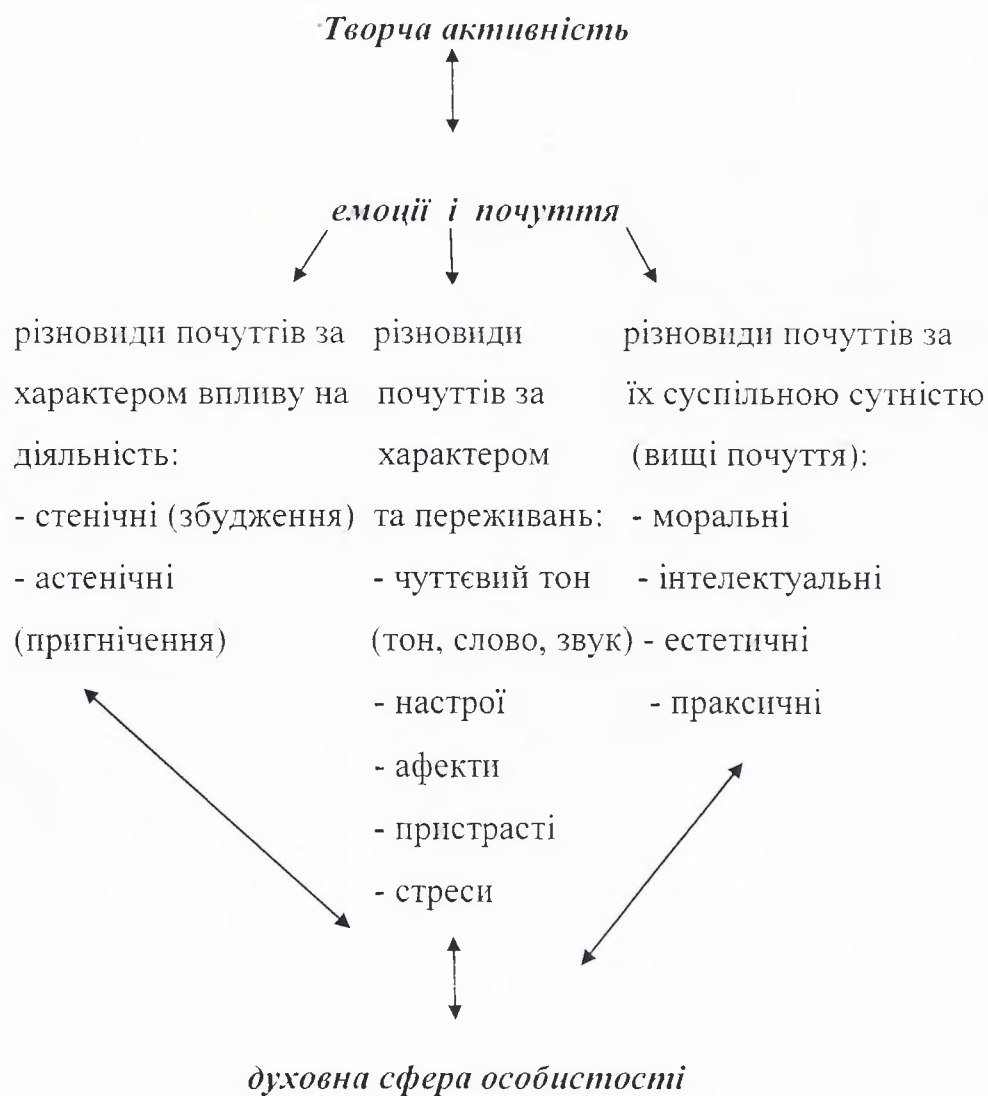 Творча активність
емоції і почуття
різновиди почуттів за
характером впливу на
діяльність:
- стенічні (збудження)
- астенічні
(пригнічення)
різновиди
почуттів за
характером
та переживань:
- чуттєвий тон
(тон, слово, звук)
- настрої
- афекти
- пристрасті
- стреси
різновиди почуттів за
їх суспільною сутністю
(вищі почуття):
- моральні
- інтелектуальні
- естетичні
- праксичні
духовна сфера особистості